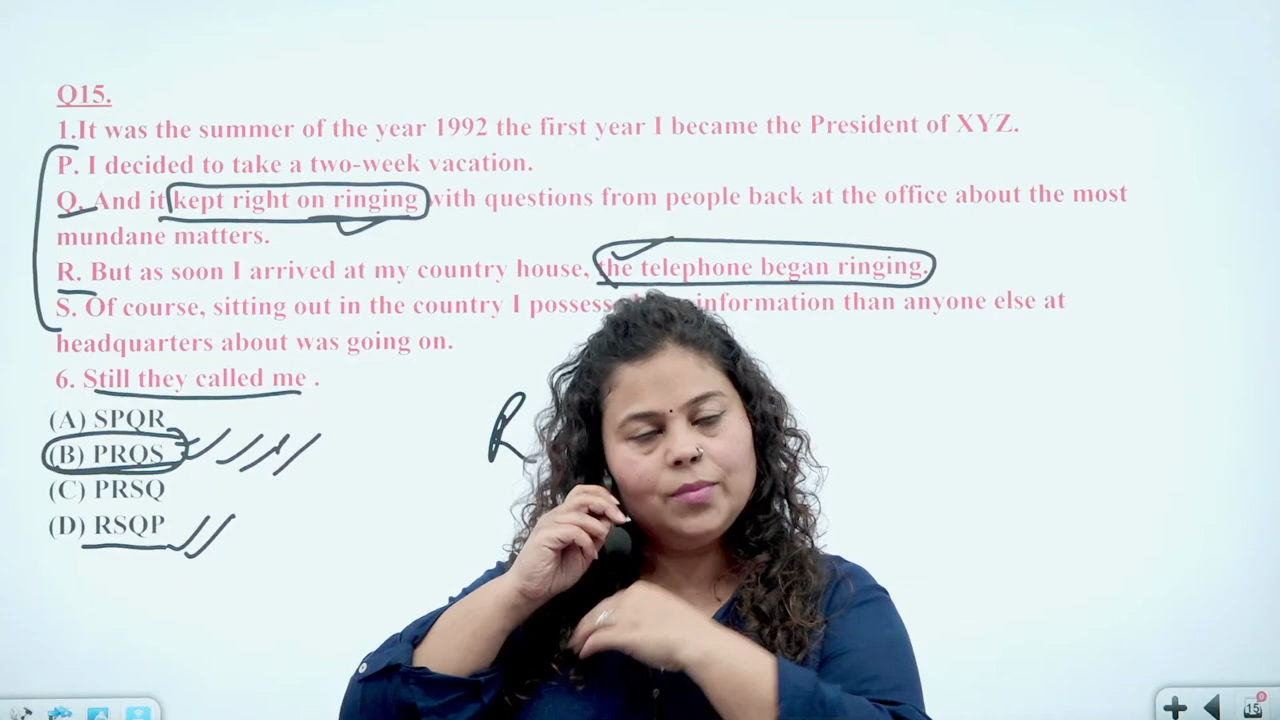 Q15.
1.It was the summer of the year 1992 the first year I became the President of XYZ.
P. I decided to take a two-week vacation.
Q. And it kept right on ringing with questions from people back at the office about the most
mundane matters.
R. But as soon I arrived at my country house, the telephone began ringing.
S. Of course, sitting out in the country I information than anyone else at
headquarters about was going on.
6. Still they called me .
(A) SPQR
(B) PRQS
(C) PRSQ
(D) RSQP
R
15